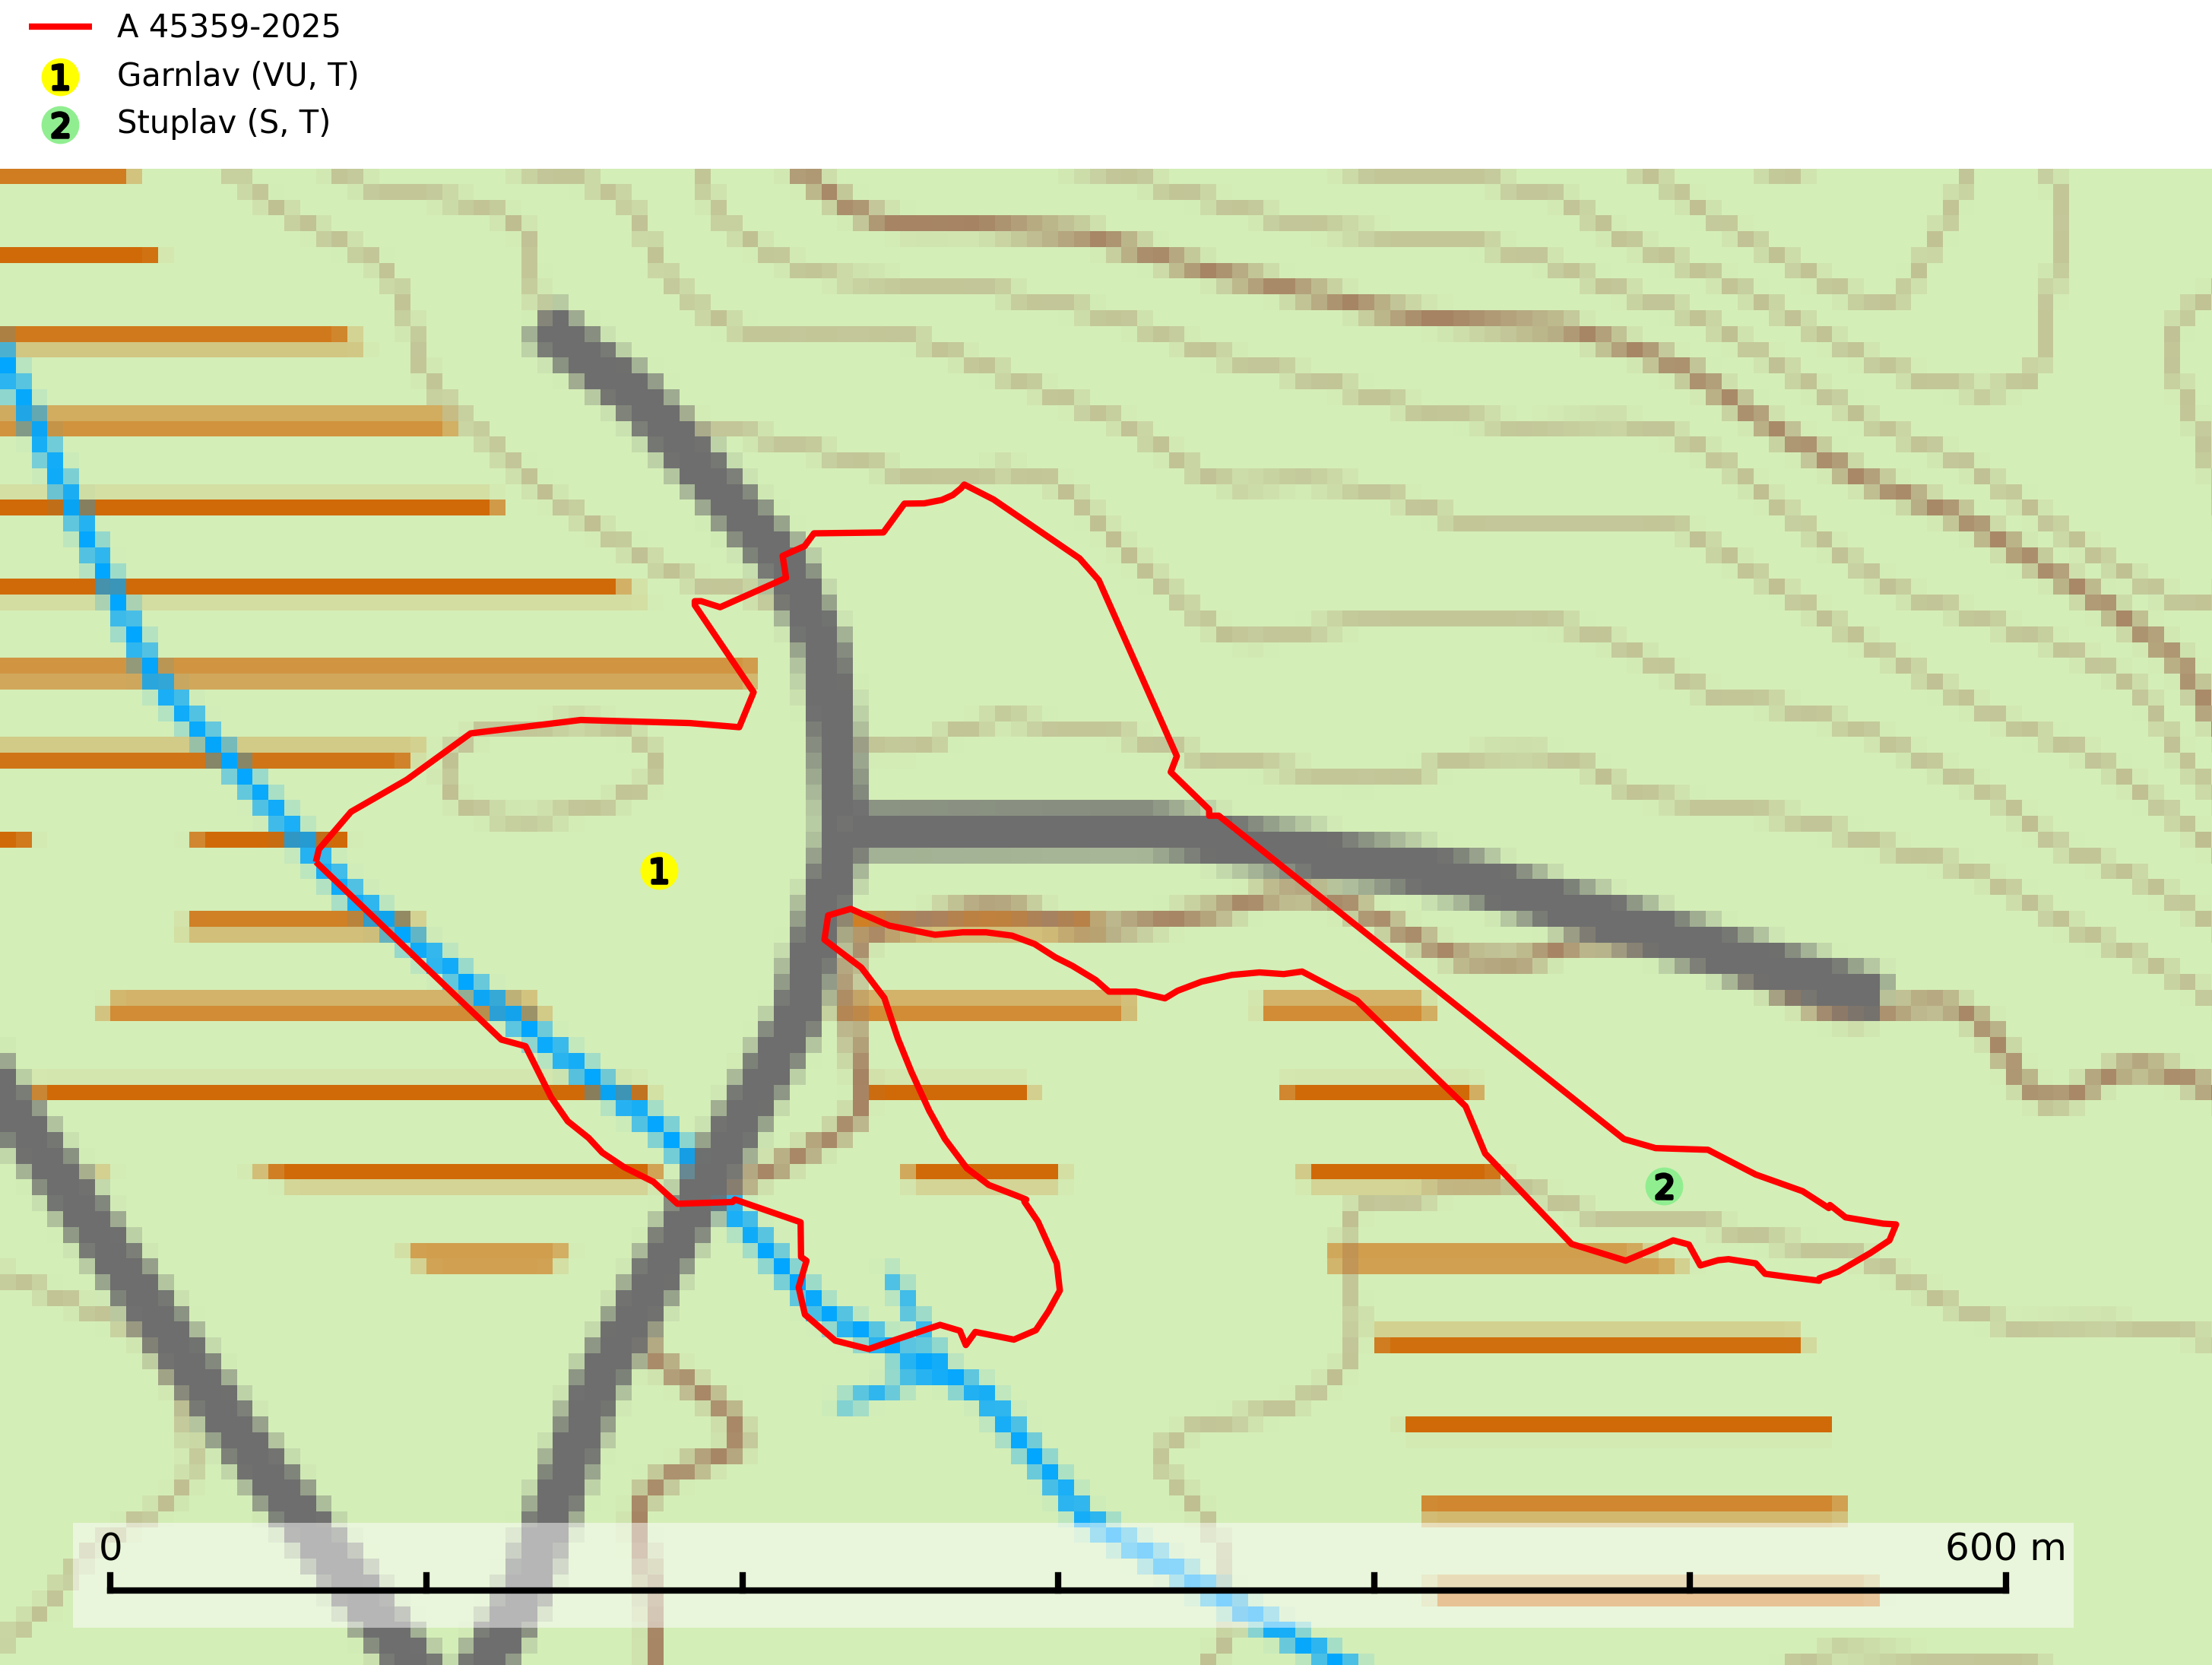 A 45359-2025
1 Garnlav (VU, T)
2 Stuplav (S, T)
1
2
0 600 m